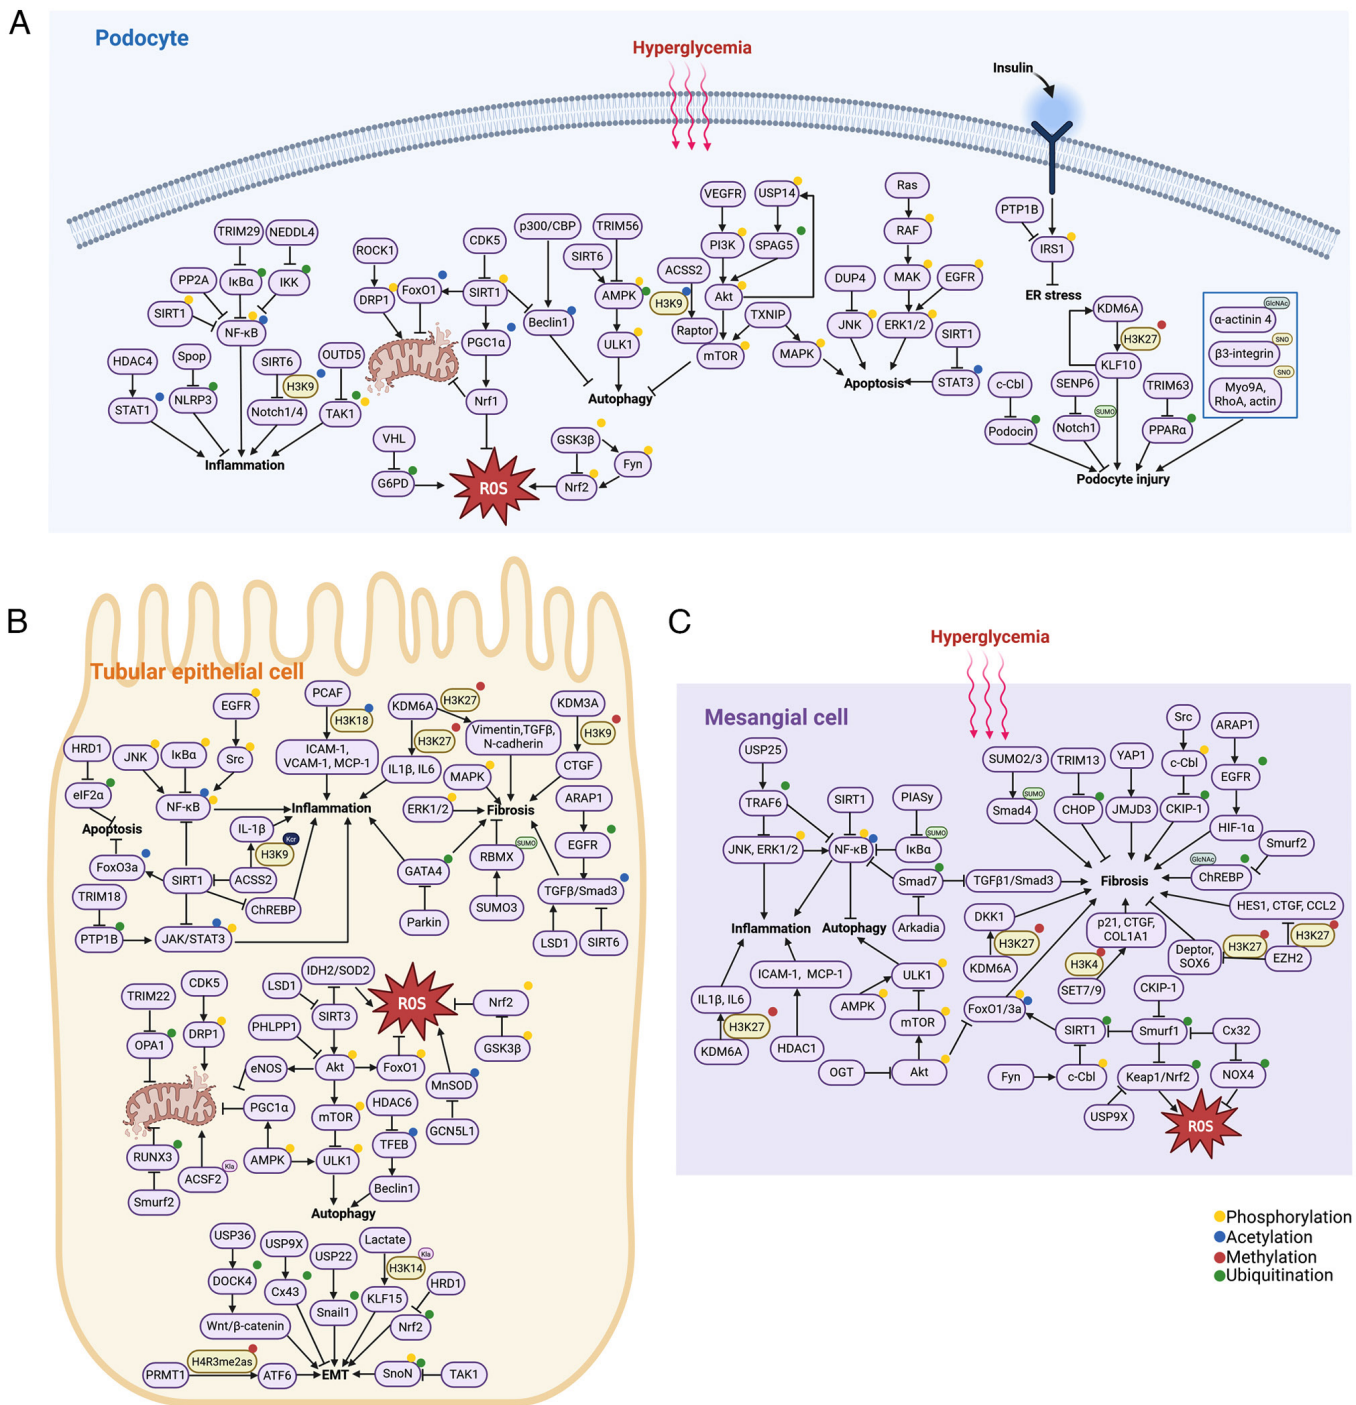 A
Podocyte
Hyperglycemia
Insulin
TRIM29
NEDDL4
PP2A
IκBα
IKK
SIRT1
NF-κB
HDAC4
Spop
SIRT6
OUTD5
H3K9
STAT1
NLRP3
Notch1/4
TAK1
Inflammation
ROCK1
CDK5
p300/CBP
TRIM56
SIRT6
DRP1
FoxO1
SIRT1
Beclin1
AMPK
PGC1α
ULK1
Nrf1
Autophagy
VHL
G6PD
ROS
GSK3β
Fyn
Nrf2
VEGFR
USP14
PI3K
SPAG5
ACSS2
H3K9
Akt
Raptor
TXNIP
mTOR
MAPK
Ras
RAF
DUP4
MAK
EGFR
JNK
ERK1/2
SIRT1
Apoptosis
STAT3
PTP1B
IRS1
ER stress
KDM6A
H3K27
KLF10
c-Cbl
SENP6
TRIM63
SUMO
Podocin
Notch1
PPARα
Podocyte injury
GlcNAc
α-actinin 4
SNO
β3-integrin
SNO
Myo9A,
RhoA, actin
B
Tubular epithelial cell
EGFR
PCAF
H3K18
KDM6A
H3K27
KDM3A
HRD1
JNK
IκBα
Src
ICAM-1,
VCAM-1, MCP-1
H3K27
Vimentin,TGFβ,
N-cadherin
H3K9
IL1β, IL6
MAPK
CTGF
eIF2α
NF-κB
Inflammation
ERK1/2
Fibrosis
ARAP1
Apoptosis
IL-1β
Kcr
H3K9
RBMX
SUMO
EGFR
FoxO3a
SIRT1
ACSS2
GATA4
TGFβ/Smad3
TRIM18
ChREBP
SUMO3
Parkin
PTP1B
JAK/STAT3
LSD1
SIRT6
TRIM22
CDK5
LSD1
IDH2/SOD2
ROS
Nrf2
SIRT3
OPA1
DRP1
PHLPP1
GSK3β
eNOS
Akt
FoxO1
MnSOD
PGC1α
mTOR
HDAC6
GCN5L1
TFEB
RUNX3
ACSF2
Kla
AMPK
ULK1
Smurf2
Beclin1
Autophagy
USP36
USP9X
USP22
Lactate
Kla
H3K14
DOCK4
Cx43
Snail1
KLF15
HRD1
Wnt/β-catenin
Nrf2
PRMT1
H4R3me2as
ATF6
EMT
SnoN
TAK1
C
Hyperglycemia
Mesangial cell
USP25
TRAF6
SIRT1
PIASy
SUMO
JNK, ERK1/2
NF-κB
IκBα
Smad7
TGFβ1/Smad3
Arkadia
Inflammation
Autophagy
ICAM-1, MCP-1
IL1β, IL6
H3K27
KDM6A
HDAC1
AMPK
ULK1
mTOR
OGT
Akt
SUMO2/3
TRIM13
YAP1
Src
ARAP1
c-Cbl
EGFR
SUMO
Smad4
CHOP
JMJD3
CKIP-1
HIF-1α
Smurf2
GlcNAc
ChREBP
Fibrosis
HES1, CTGF, CCL2
DKK1
H3K27
KDM6A
p21, CTGF,
COL1A1
H3K4
SET7/9
Deptor,
SOX6
H3K27
H3K27
EZH2
FoxO1/3a
CKIP-1
SIRT1
Smurf1
Cx32
Fyn
c-Cbl
Keap1/Nrf2
NOX4
USP9X
ROS
Phosphorylation
Acetylation
Methylation
Ubiquitination